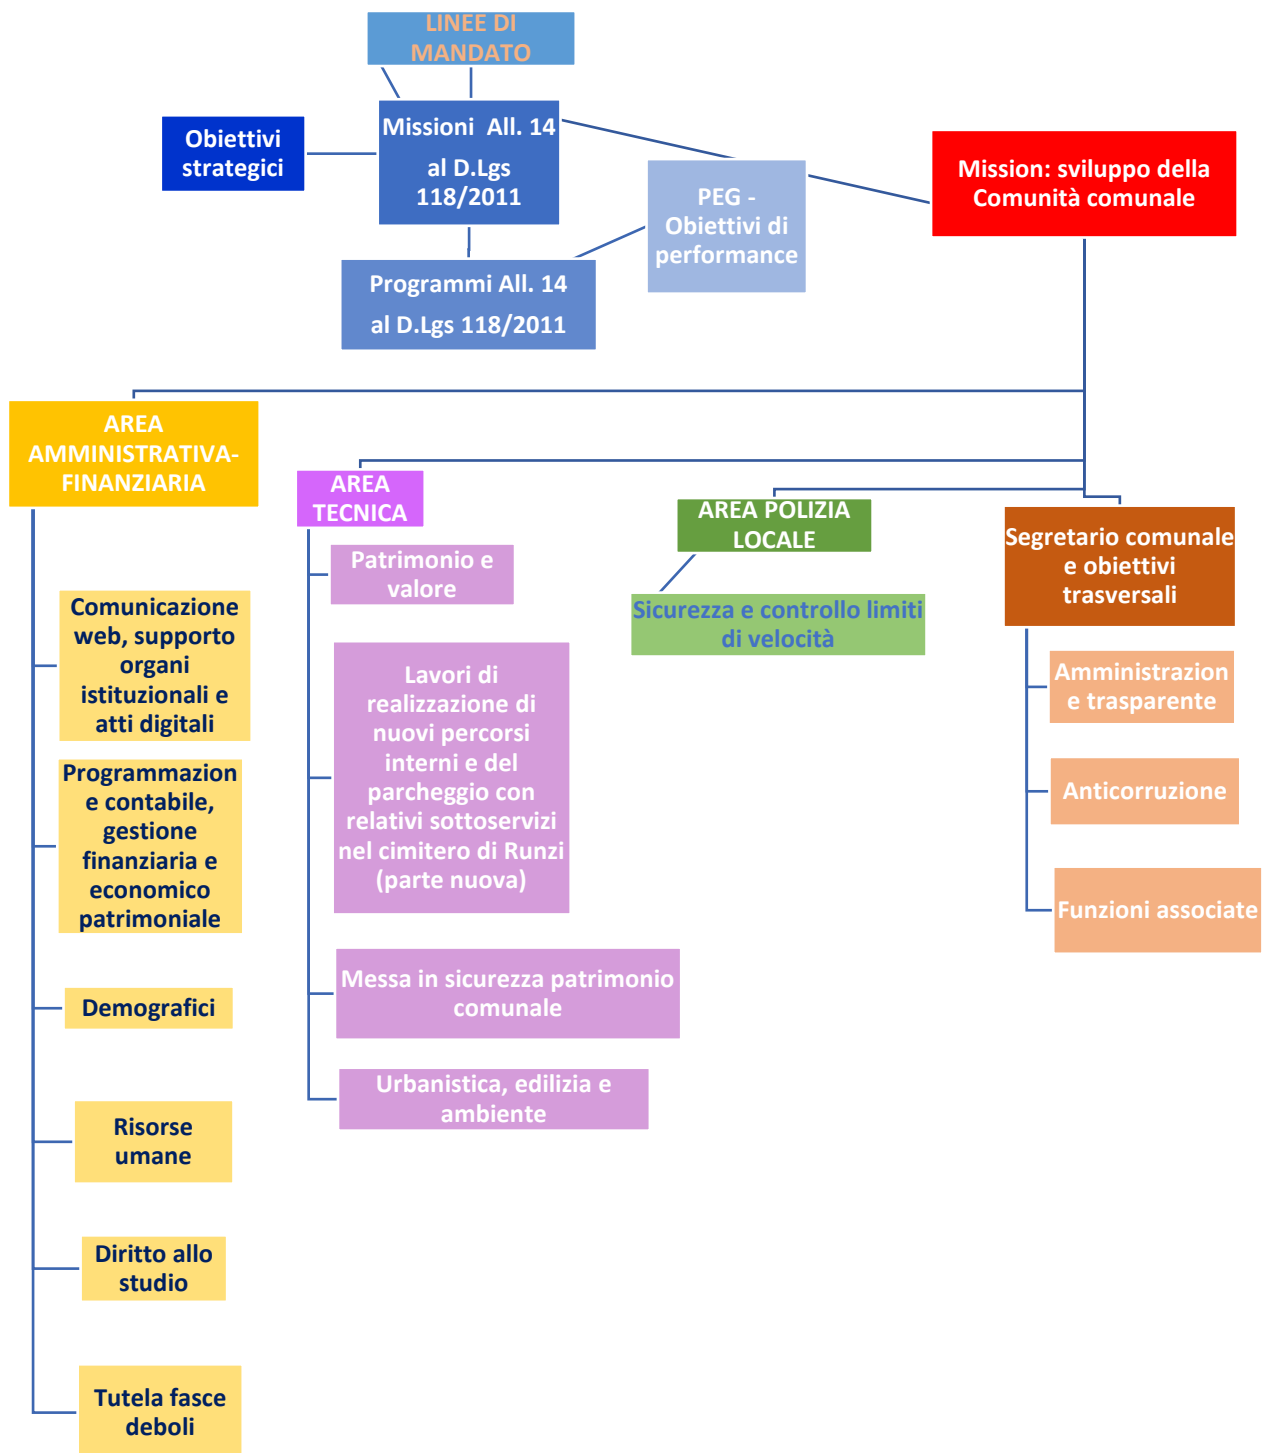 LINEE DI
MANDATO
Missioni All. 14
al D.Lgs
118/2011
Obiettivi
strategici
PEG -
Obiettivi di
performance
Mission: sviluppo della
Comunità comunale
Programmi All. 14
al D.Lgs 118/2011
AREA
AMMINISTRATIVA-
FINANZIARIA
Comunicazione
web, supporto
organi
istituzionali e
atti digitali
Programmazion
e contabile,
gestione
finanziaria e
economico
patrimoniale
Demografici
Risorse
umane
Diritto allo
studio
Tutela fasce
deboli
AREA
TECNICA
Patrimonio e
valore
Lavori di
realizzazione di
nuovi percorsi
interni e del
parcheggio con
relativi sottoservizi
nel cimitero di Runzi
(parte nuova)
Messa in sicurezza patrimonio
comunale
Urbanistica, edilizia e
ambiente
AREA POLIZIA
LOCALE
Sicurezza e controllo limiti
di velocità
Segretario comunale
e obiettivi
trasversali
Amministrazion
e trasparente
Anticorruzione
Funzioni associate